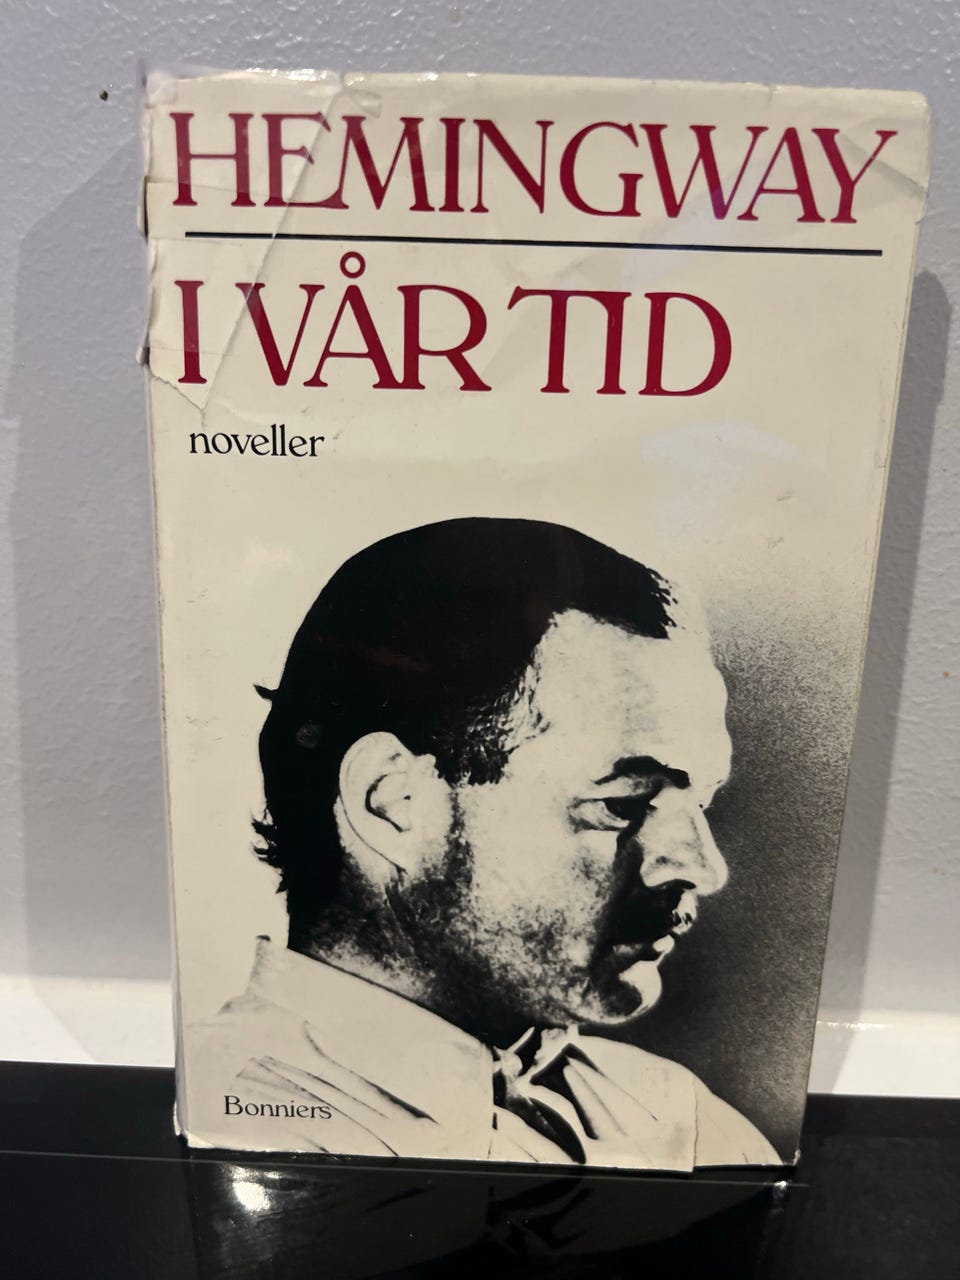 HEMINGWAY
I VÅR TID
noveller
Bonniers